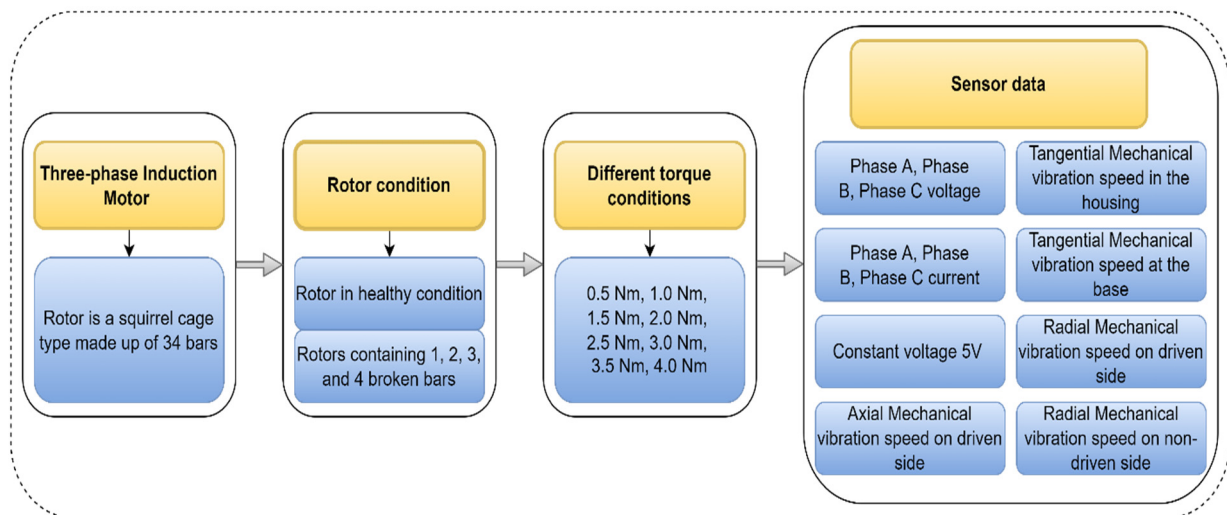 Three-phase Induction
Motor
Rotor is a squirrel cage
type made up of 34 bars
Rotor condition
Rotor in healthy condition
Rotors containing 1, 2, 3,
and 4 broken bars
Different torque
conditions
0.5 Nm, 1.0 Nm,
1.5 Nm, 2.0 Nm,
2.5 Nm, 3.0 Nm,
3.5 Nm, 4.0 Nm
Sensor data
Phase A, Phase
B, Phase C voltage
Tangential Mechanical
vibration speed in the
housing
Phase A, Phase
B, Phase C current
Tangential Mechanical
vibration speed at the
base
Constant voltage 5V
Radial Mechanical
vibration speed on driven
side
Axial Mechanical
vibration speed on driven
side
Radial Mechanical
vibration speed on non-
driven side